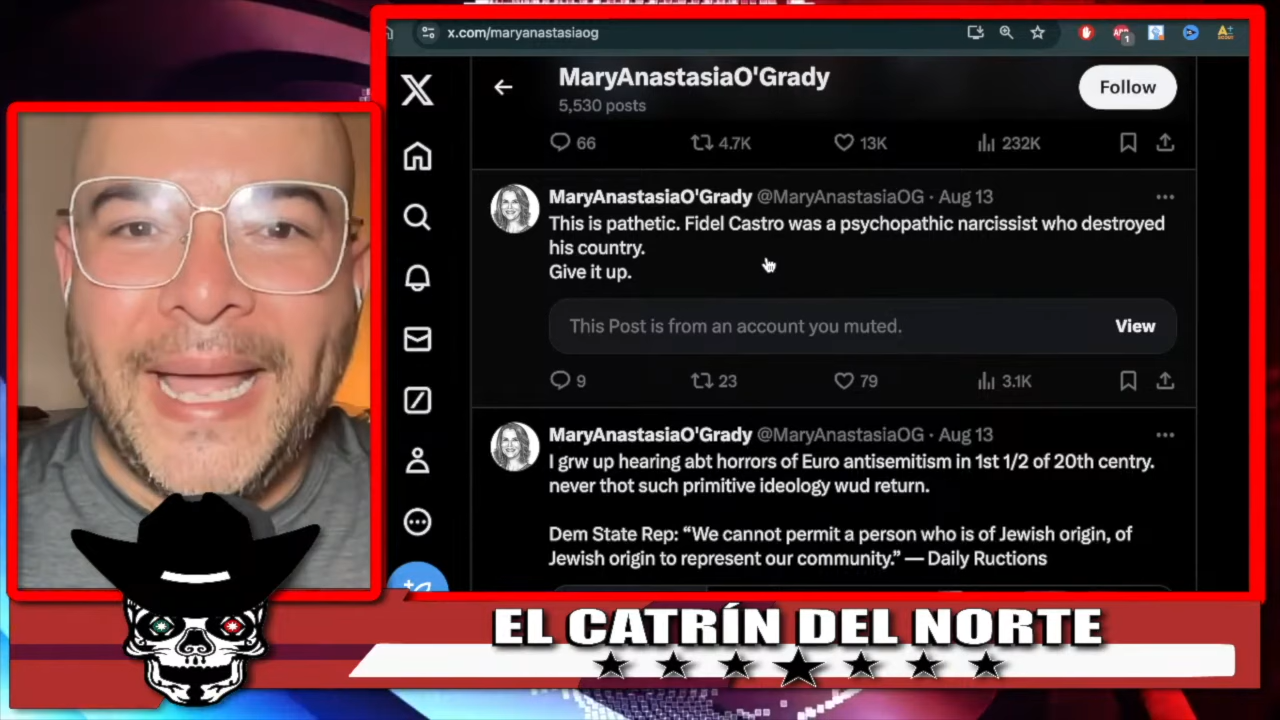 x.com/maryanastasiaog
1
MaryAnastasiaO'Grady
5,530 posts
Follow
66 4.7K 13K 232K
MaryAnastasiaO'Grady @MaryAnastasiaOG · Aug 13
This is pathetic. Fidel Castro was a psychopathic narcissist who destroyed
his country.
Give it up.
This Post is from an account you muted. View
9 23 79 3.1K
MaryAnastasiaO'Grady @MaryAnastasiaOG · Aug 13
I grw up hearing abt horrors of Euro antisemitism in 1st 1/2 of 20th centry.
never thot such primitive ideology wud return.
Dem State Rep: “We cannot permit a person who is of Jewish origin, of
Jewish origin to represent our community.” — Daily Ructions
EL CATRÍN DEL NORTE